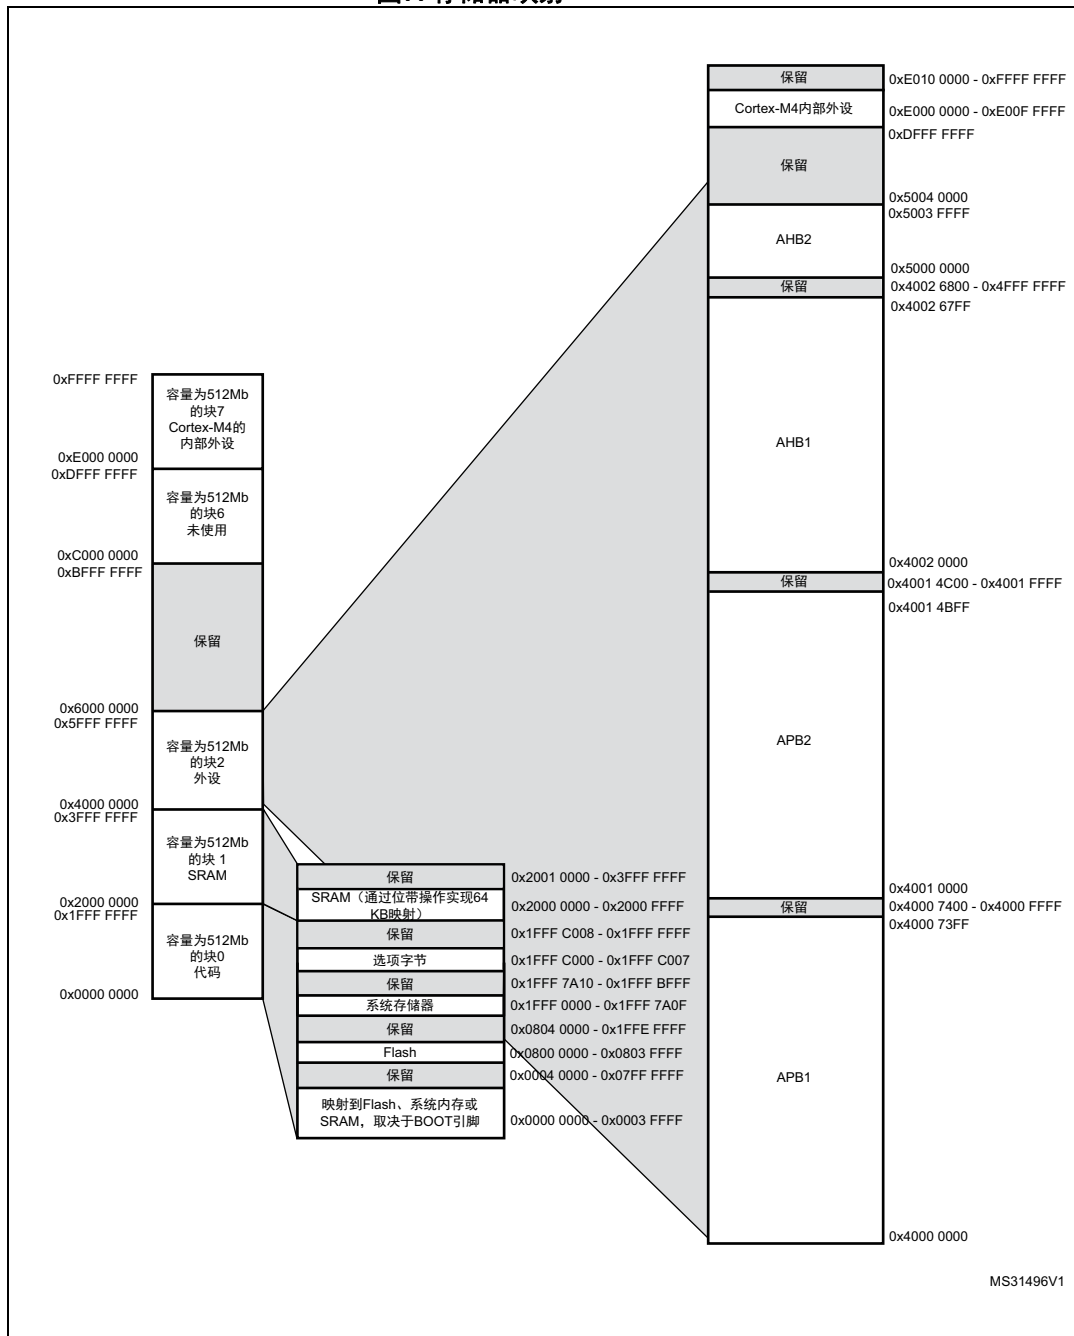 保留
0xE010 0000 - 0xFFFF FFFF
Cortex-M4内部外设
0xE000 0000 - 0xE00F FFFF
0xDFFF FFFF
保留
0x5004 0000
0x5003 FFFF
AHB2
0x5000 0000
保留
0x4002 6800 - 0x4FFF FFFF
0x4002 67FF
AHB1
0x4002 0000
保留
0x4001 4C00 - 0x4001 FFFF
0x4001 4BFF
APB2
0x4001 0000
保留
0x4000 7400 - 0x4000 FFFF
0x4000 73FF
APB1
0x4000 0000
0xFFFF FFFF
容量为512Mb
的块7
Cortex-M4的
内部外设
0xE000 0000
0xDFFF FFFF
容量为512Mb
的块6
未使用
0xC000 0000
0xBFFF FFFF
保留
0x6000 0000
0x5FFF FFFF
容量为512Mb
的块2
外设
0x4000 0000
0x3FFF FFFF
容量为512Mb
的块 1
SRAM
0x2000 0000
0x1FFF FFFF
容量为512Mb
的块0
代码
0x0000 0000
保留
0x2001 0000 - 0x3FFF FFFF
SRAM（通过位带操作实现64
KB映射）
0x2000 0000 - 0x2000 FFFF
保留
0x1FFF C008 - 0x1FFF FFFF
选项字节
0x1FFF C000 - 0x1FFF C007
保留
0x1FFF 7A10 - 0x1FFF BFFF
系统存储器
0x1FFF 0000 - 0x1FFF 7A0F
保留
0x0804 0000 - 0x1FFE FFFF
Flash
0x0800 0000 - 0x0803 FFFF
保留
0x0004 0000 - 0x07FF FFFF
映射到Flash、系统内存或
SRAM，取决于BOOT引脚
0x0000 0000 - 0x0003 FFFF
MS31496V1